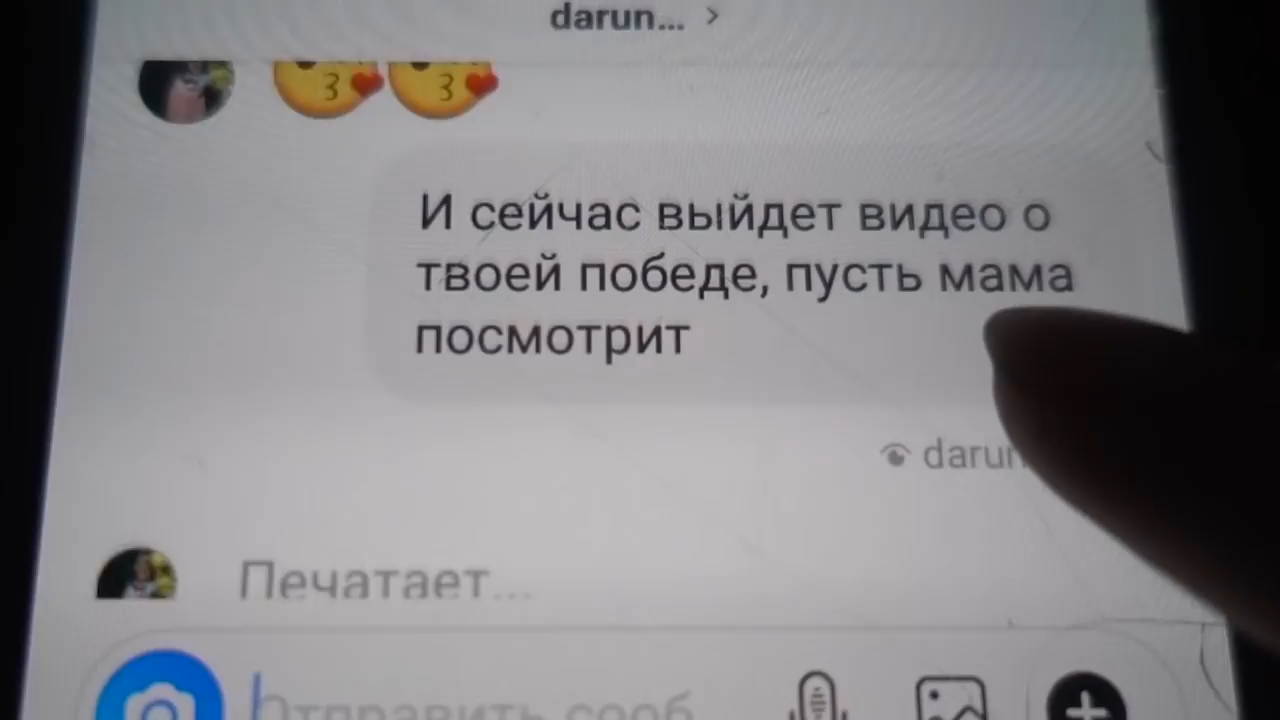 darun... >
И сейчас выйдет видео о
твоей победе, пусть мама
посмотрит
darun
Печатает...
Отправить сооб